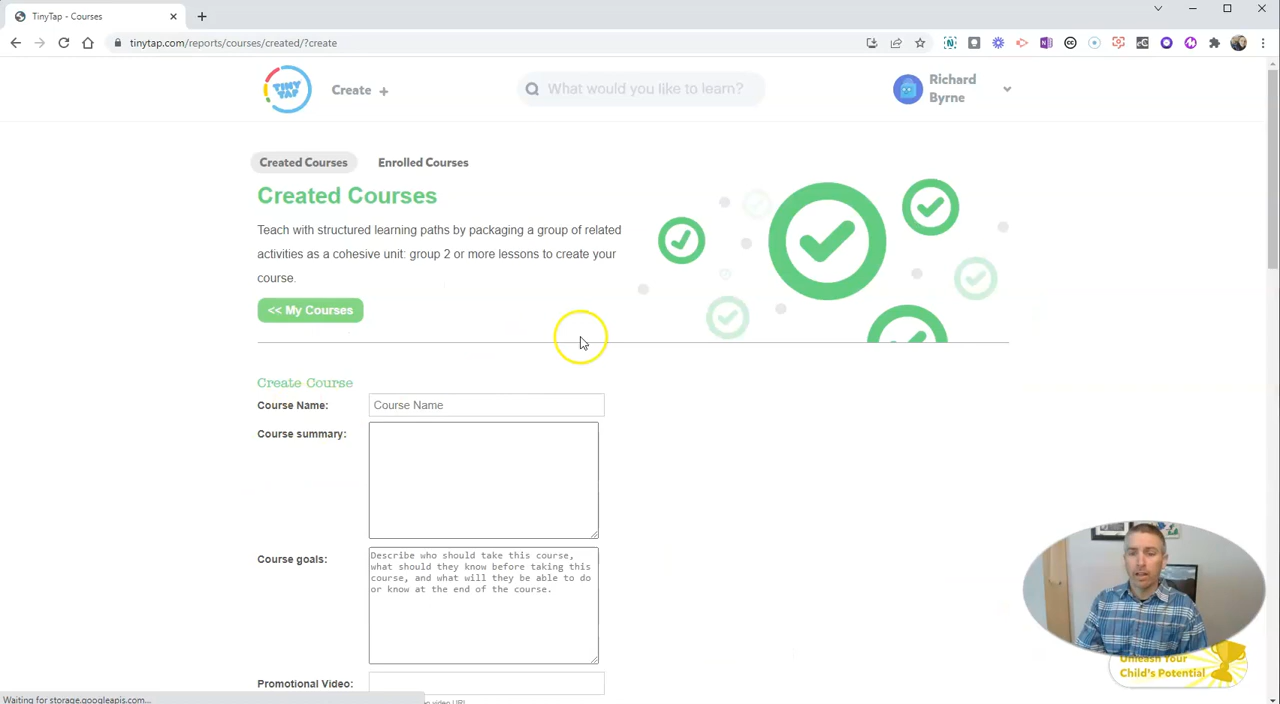 TinyTap - Courses
tinytap.com/reports/courses/created/?create
TINY
TAP
Create +
What would you like to learn?
Richard
Byrne
Created Courses
Enrolled Courses
Created Courses
Teach with structured learning paths by packaging a group of related
activities as a cohesive unit: group 2 or more lessons to create your
course.
<< My Courses
Create Course
Course Name:
Course Name
Course summary:
Course goals:
Describe who should take this course,
what should they know before taking this
course, and what will they be able to do
or know at the end of the course.
Promotional Video:
video URL
Unleash Your
Child's Potential
Waiting for storage.googleapis.com...